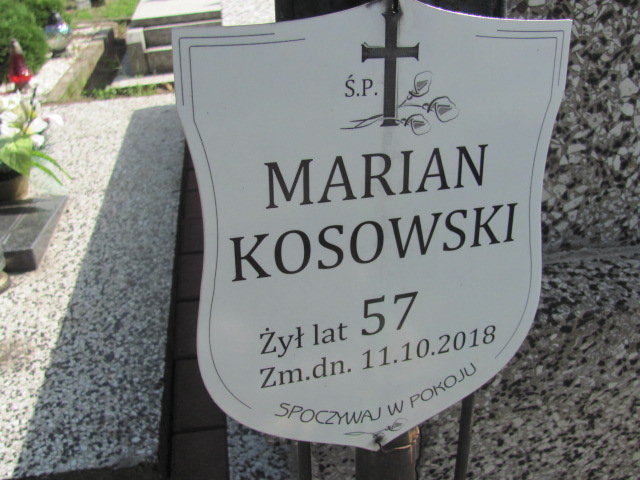 Ś.P.
MARIAN
KOSOWSKI
Żył lat 57
Zm.dn. 11.10.2018
SPOCZYWAJ W POKOJU